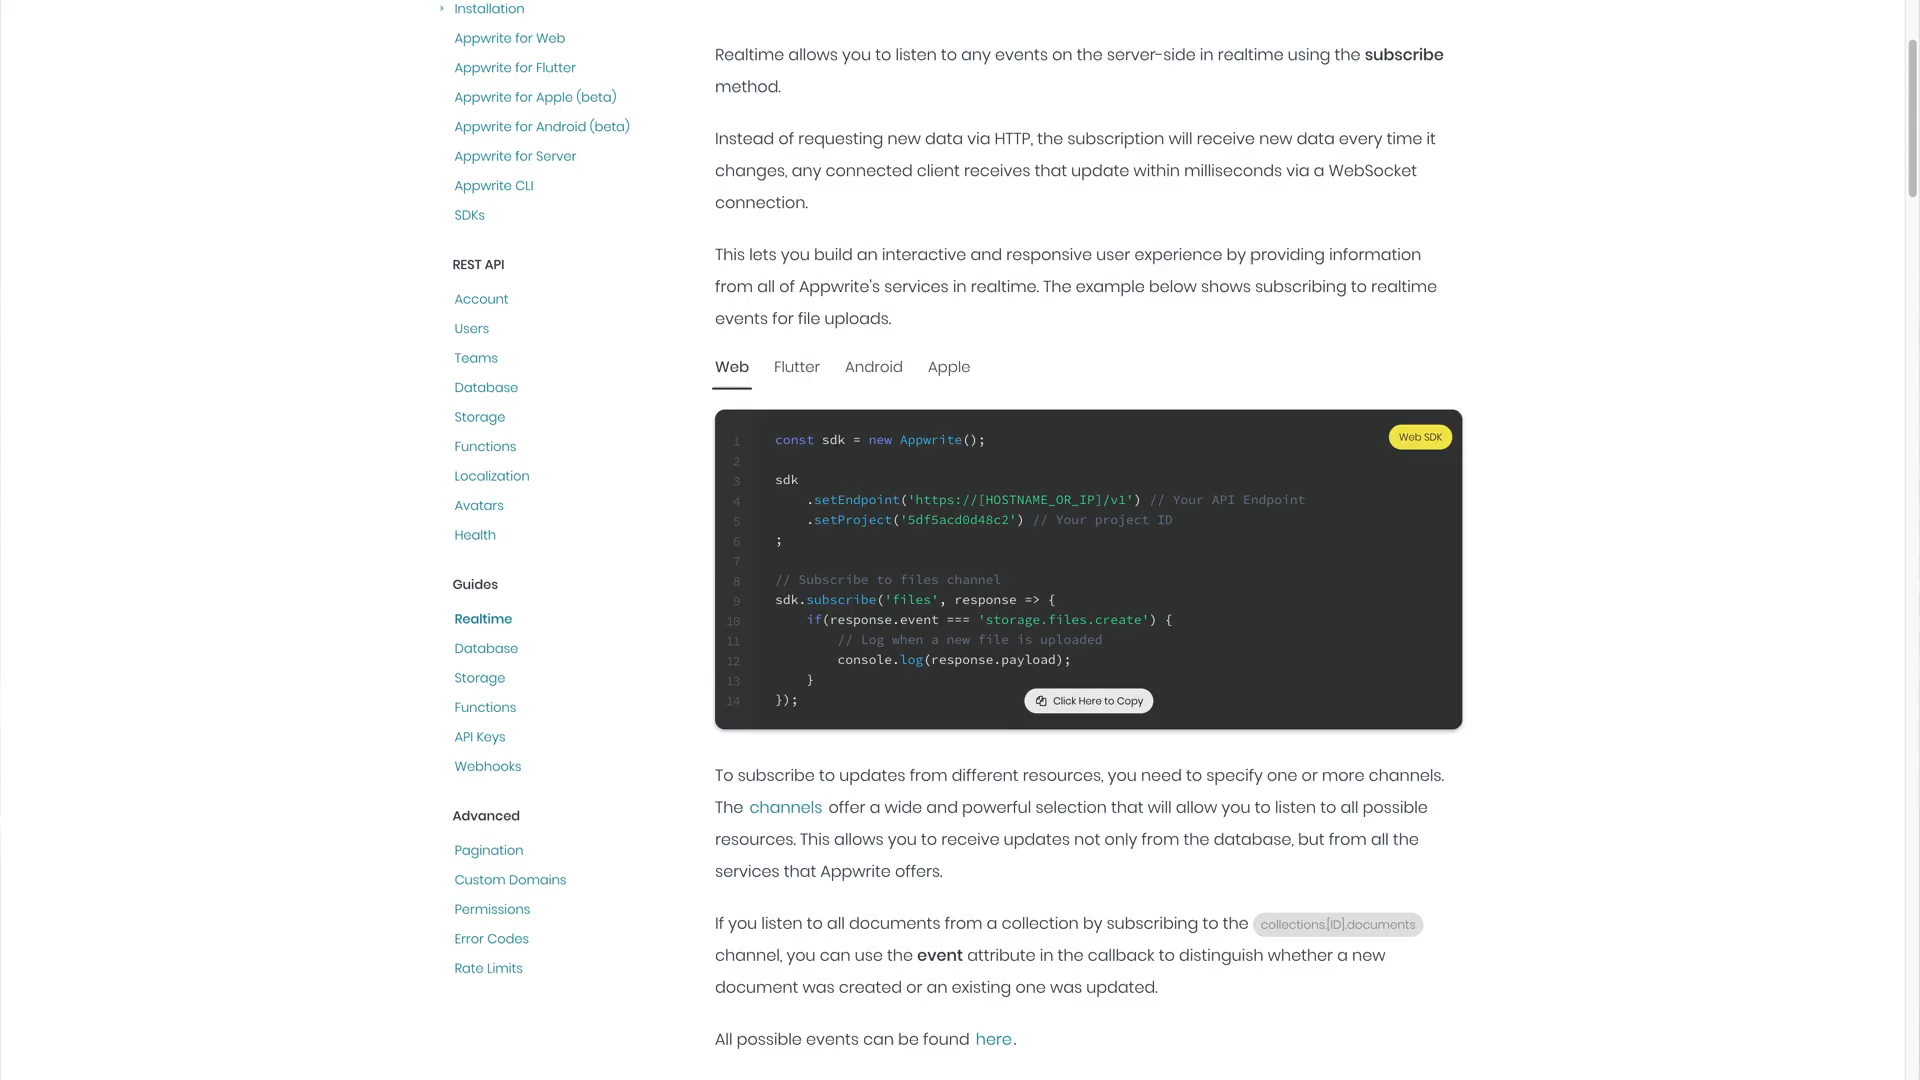 Installation
Appwrite for Web
Appwrite for Flutter
Appwrite for Apple (beta)
Appwrite for Android (beta)
Appwrite for Server
Appwrite CLI
SDKs
REST API
Account
Users
Teams
Database
Storage
Functions
Localization
Avatars
Health
Guides
Realtime
Database
Storage
Functions
API Keys
Webhooks
Advanced
Pagination
Custom Domains
Permissions
Error Codes
Rate Limits
Realtime allows you to listen to any events on the server-side in realtime using the subscribe
method.
Instead of requesting new data via HTTP, the subscription will receive new data every time it
changes, any connected client receives that update within milliseconds via a WebSocket
connection.
This lets you build an interactive and responsive user experience by providing information
from all of Appwrite's services in realtime. The example below shows subscribing to realtime
events for file uploads.
Web Flutter Android Apple
Web SDK
1 const sdk = new Appwrite();
2
3 sdk
4     .setEndpoint('https://[HOSTNAME_OR_IP]/v1') // Your API Endpoint
5     .setProject('5df5acd0d48c2') // Your project ID
6 ;
7
8 // Subscribe to files channel
9 sdk.subscribe('files', response => {
10     if(response.event === 'storage.files.create') {
11         // Log when a new file is uploaded
12         console.log(response.payload);
13     }
14 });
Click Here to Copy
To subscribe to updates from different resources, you need to specify one or more channels.
The channels offer a wide and powerful selection that will allow you to listen to all possible
resources. This allows you to receive updates not only from the database, but from all the
services that Appwrite offers.
If you listen to all documents from a collection by subscribing to the collections.[ID].documents
channel, you can use the event attribute in the callback to distinguish whether a new
document was created or an existing one was updated.
All possible events can be found here.